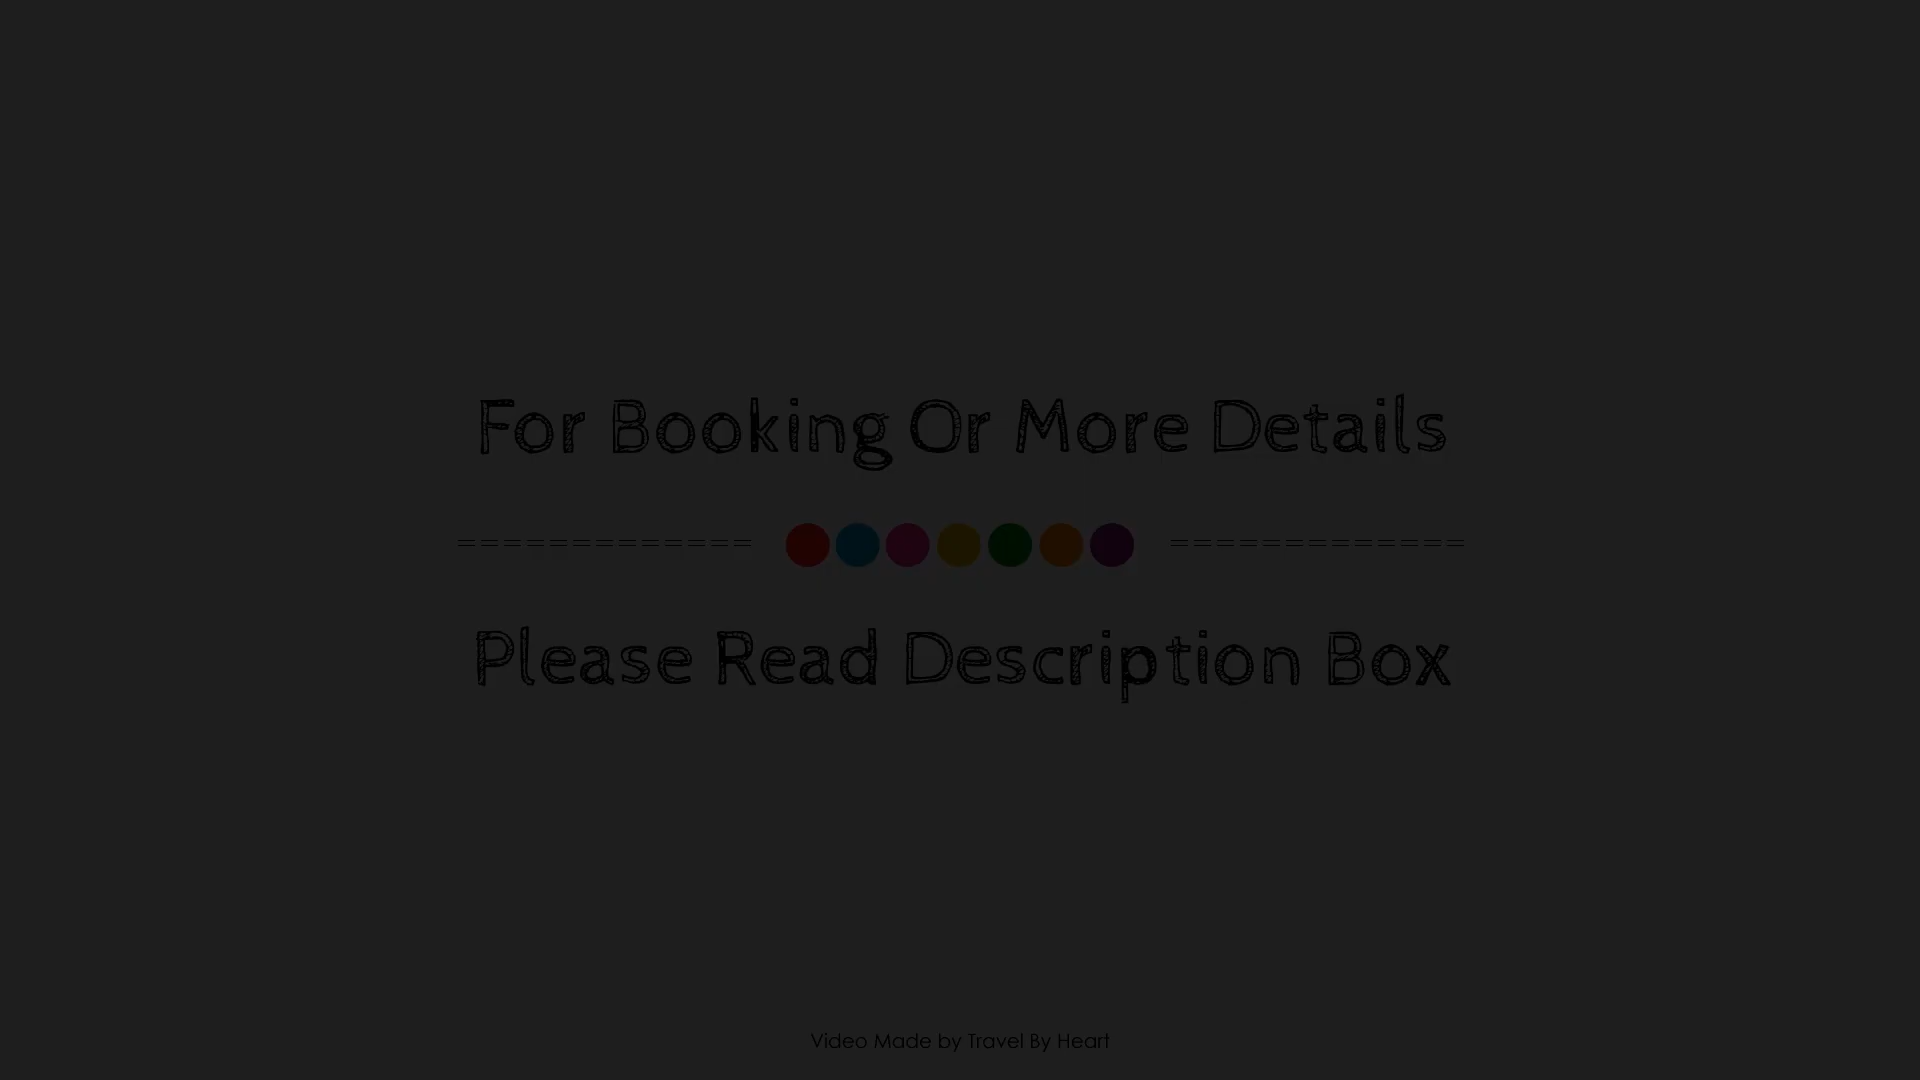 For Booking Or More Details
============= =============
Please Read Description Box
Video Made by Travel By Heart